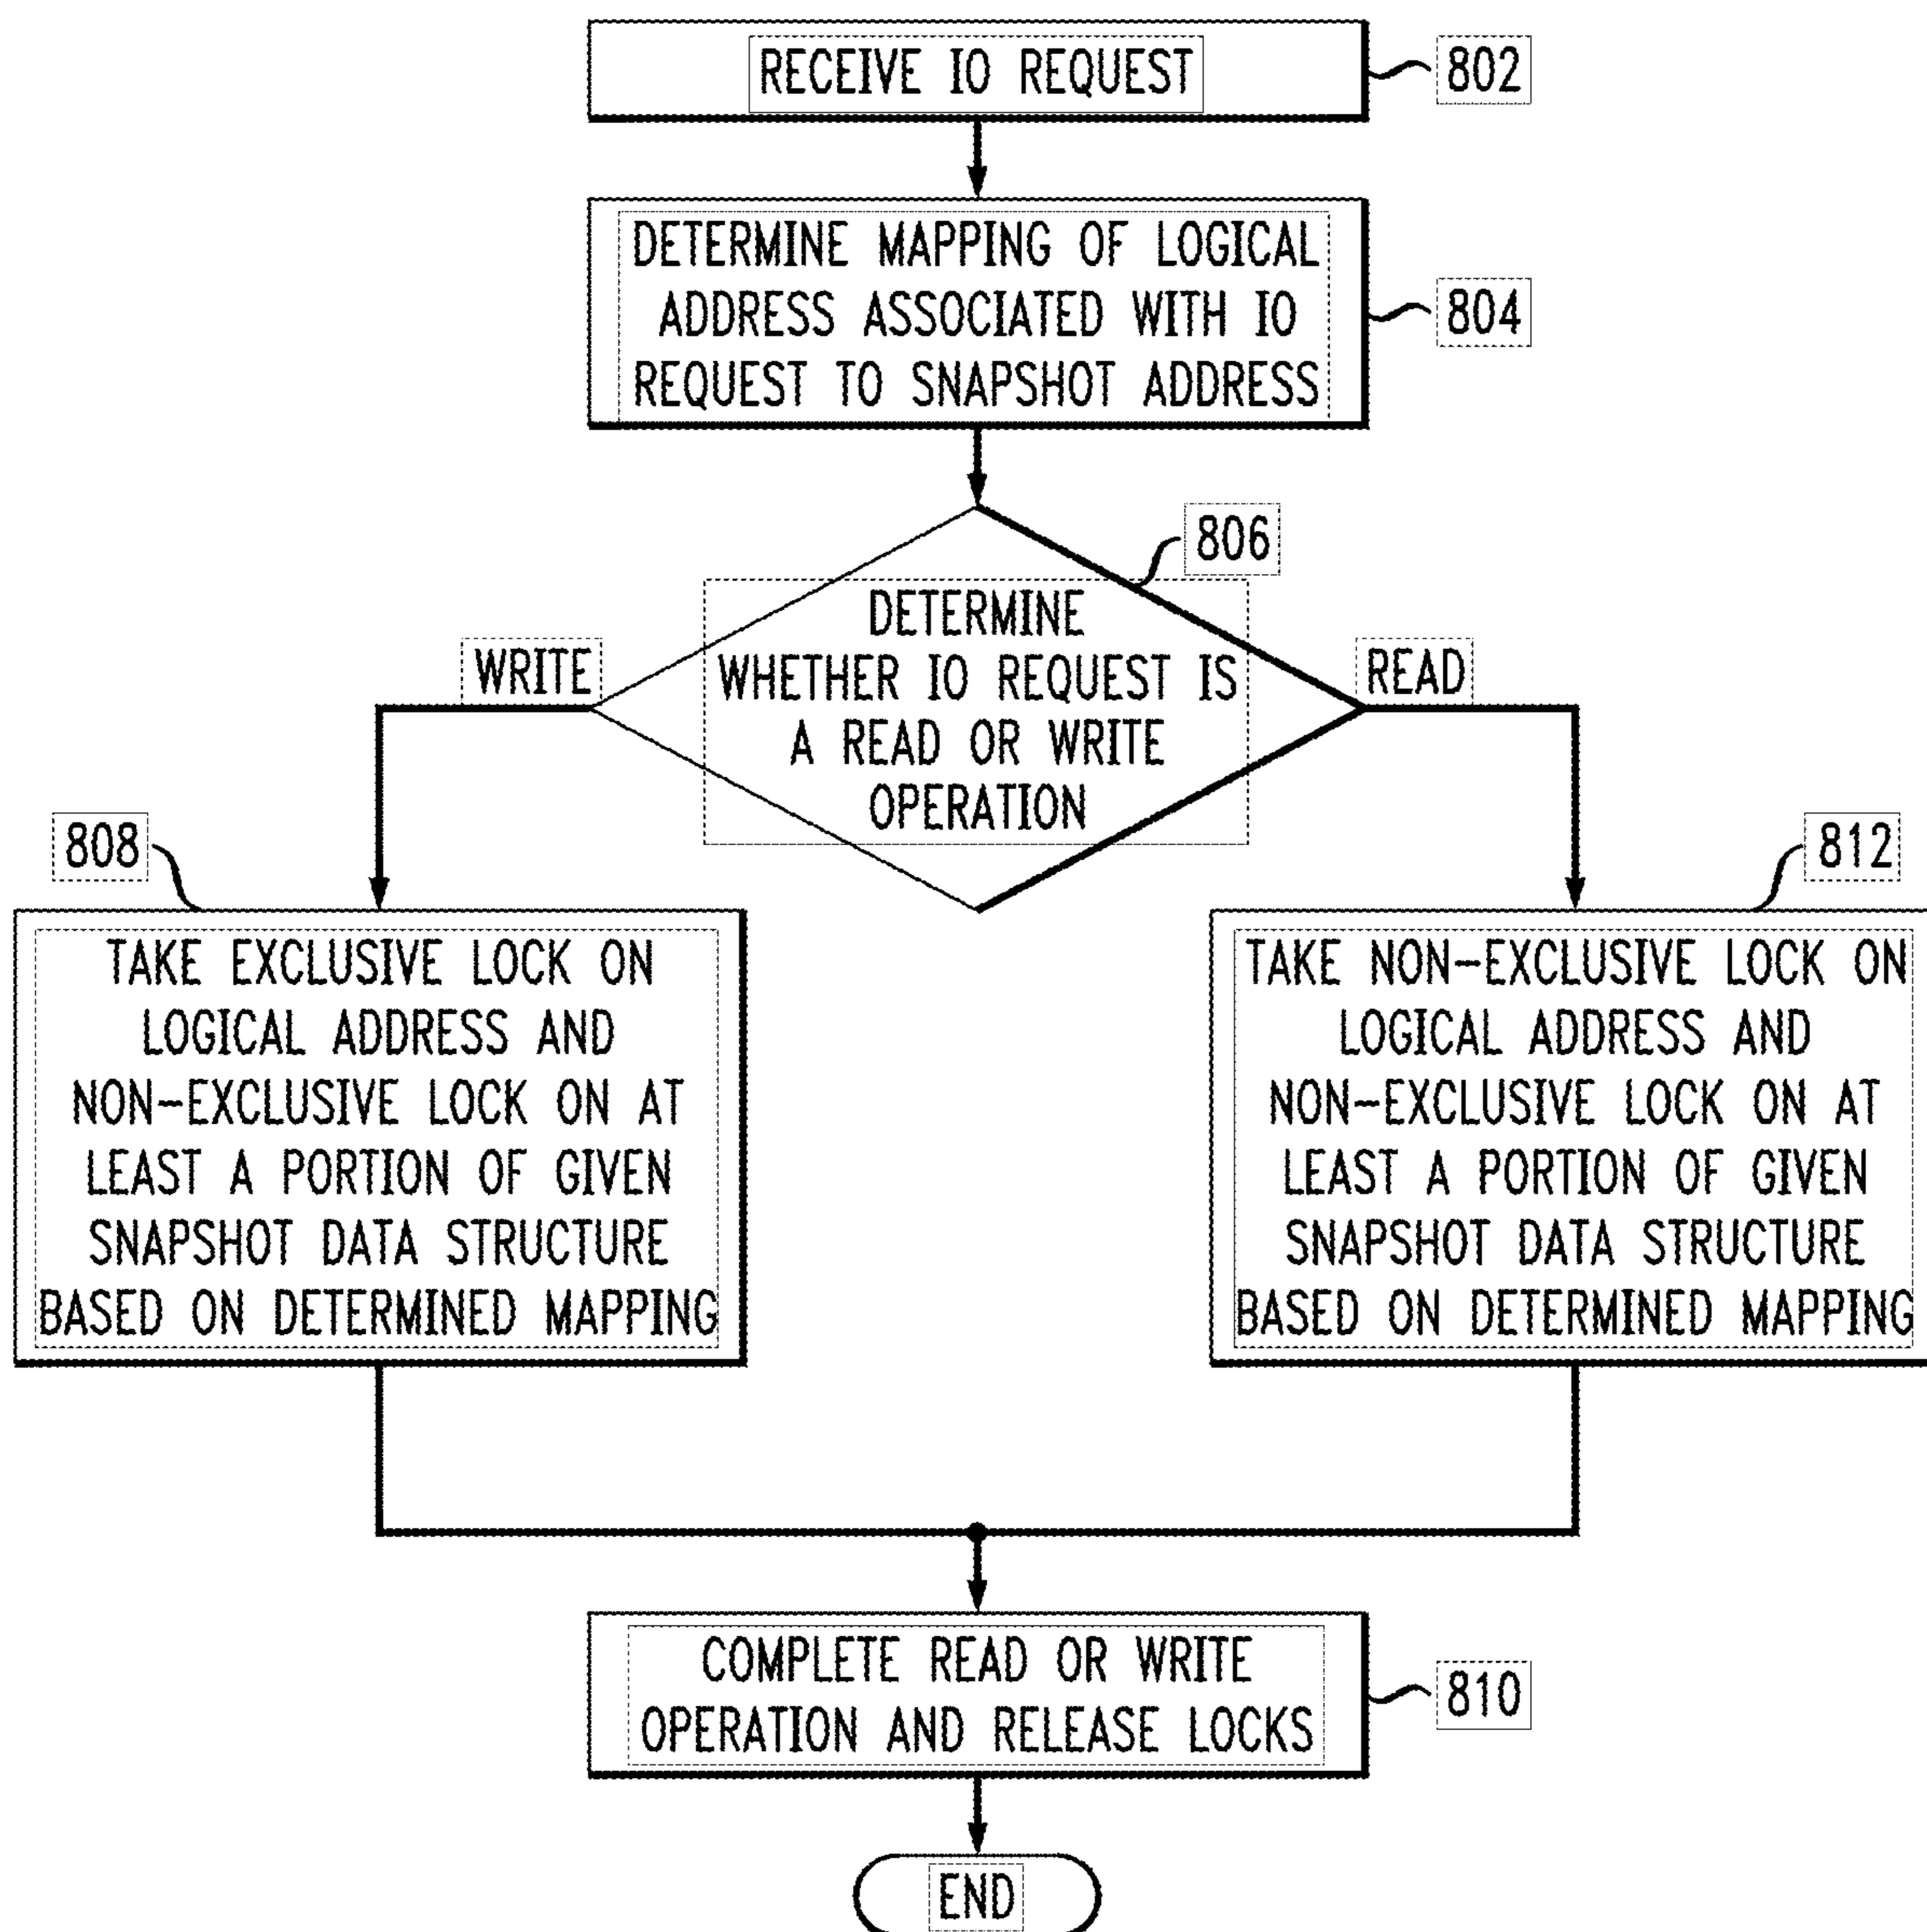 RECEIVE IO REQUEST
802
DETERMINE MAPPING OF LOGICAL
ADDRESS ASSOCIATED WITH IO
REQUEST TO SNAPSHOT ADDRESS
804
806
DETERMINE
WHETHER IO REQUEST IS
A READ OR WRITE
OPERATION
WRITE
READ
808
TAKE EXCLUSIVE LOCK ON
LOGICAL ADDRESS AND
NON-EXCLUSIVE LOCK ON AT
LEAST A PORTION OF GIVEN
SNAPSHOT DATA STRUCTURE
BASED ON DETERMINED MAPPING
812
TAKE NON-EXCLUSIVE LOCK ON
LOGICAL ADDRESS AND
NON-EXCLUSIVE LOCK ON AT
LEAST A PORTION OF GIVEN
SNAPSHOT DATA STRUCTURE
BASED ON DETERMINED MAPPING
COMPLETE READ OR WRITE
OPERATION AND RELEASE LOCKS
810
END